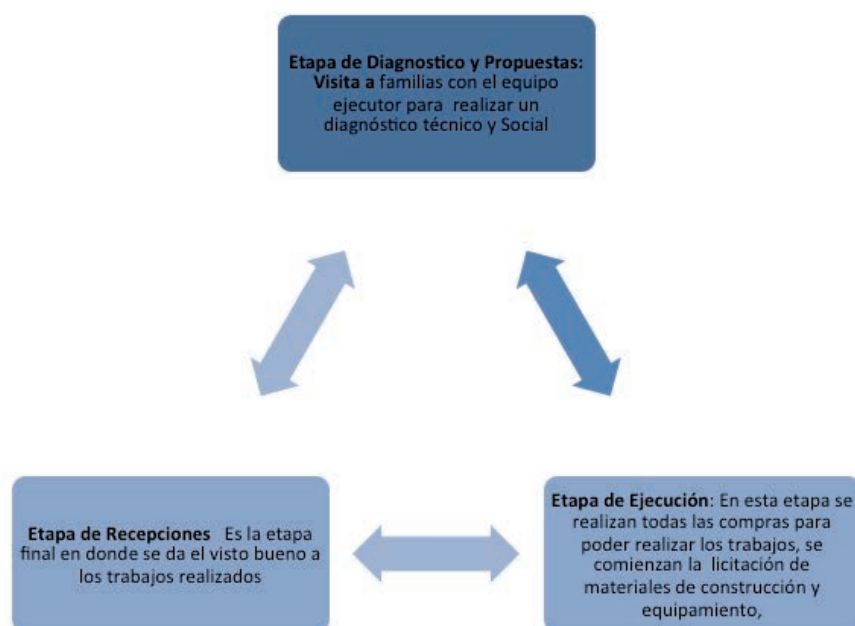 Etapa de Diagnostico y Propuestas:
Visita a familias con el equipo
ejecutor para realizar un
diagnóstico técnico y Social
Etapa de Recepciones Es la etapa
final en donde se da el visto bueno a
los trabajos realizados
Etapa de Ejecución: En esta etapa se
realizan todas las compras para
poder realizar los trabajos, se
comienzan la licitación de
materiales de construcción y
equipamiento,